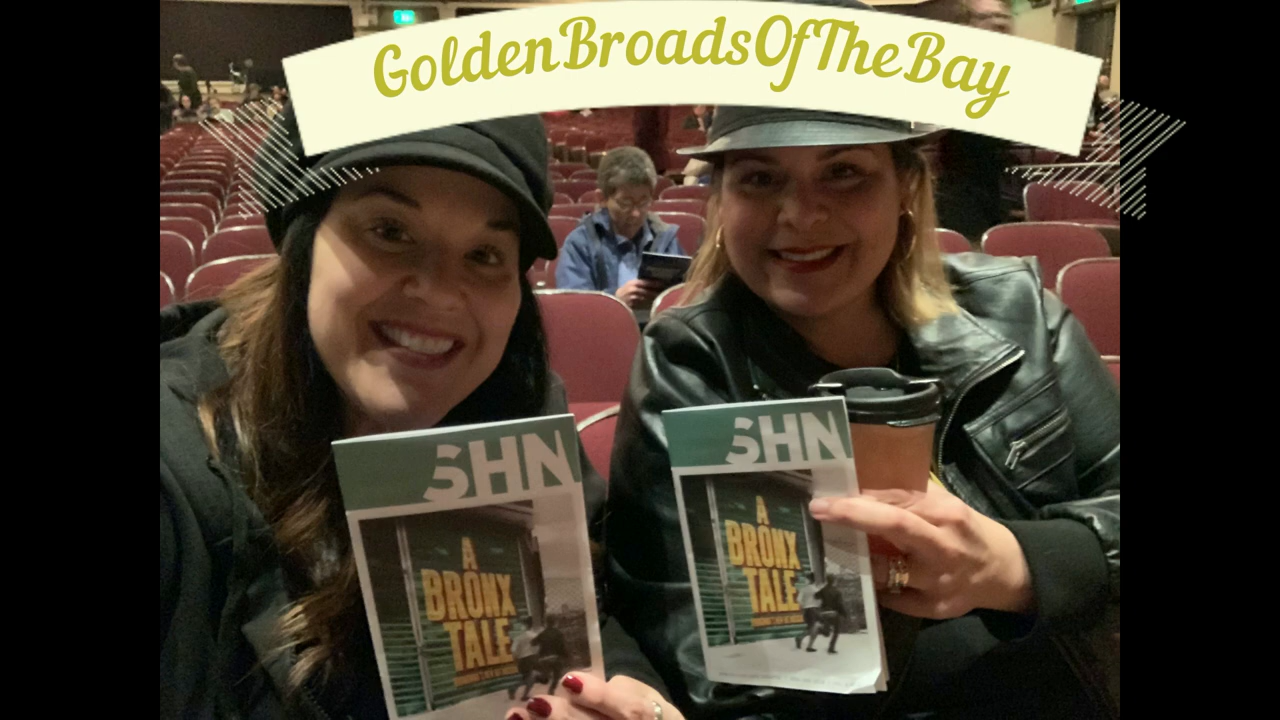 GoldenBroadsOfTheBay
SHN
A
BRONX
TALE
SHN
A
BRONX
TALE